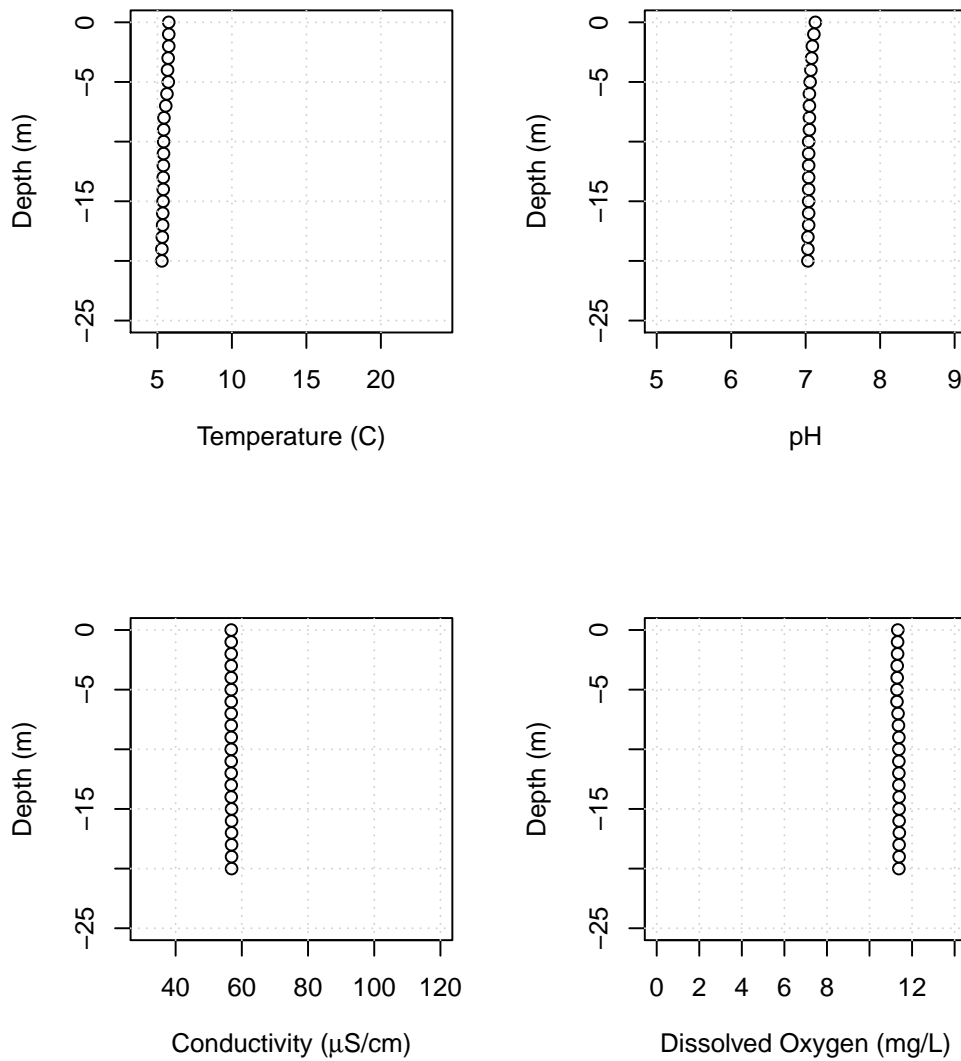 0
−5
−15
−25
Depth (m)
5 10 15 20
Temperature (C)
0
−5
−15
−25
Depth (m)
5 6 7 8 9
pH
0
−5
−15
−25
Depth (m)
40 60 80 100 120
Conductivity (μS/cm)
0
−5
−15
−25
Depth (m)
0 2 4 6 8 12
Dissolved Oxygen (mg/L)